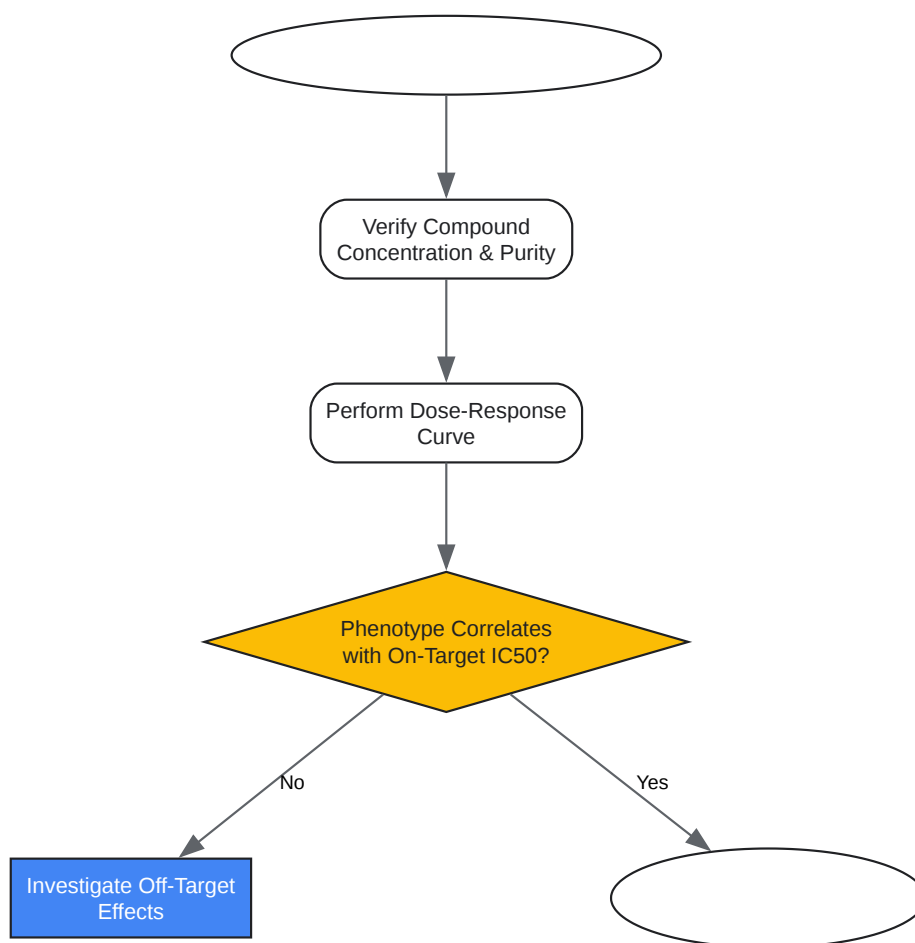 Verify Compound
Concentration & Purity
Perform Dose-Response
Curve
Phenotype Correlates
with On-Target IC50?
No
Yes
Investigate Off-Target
Effects